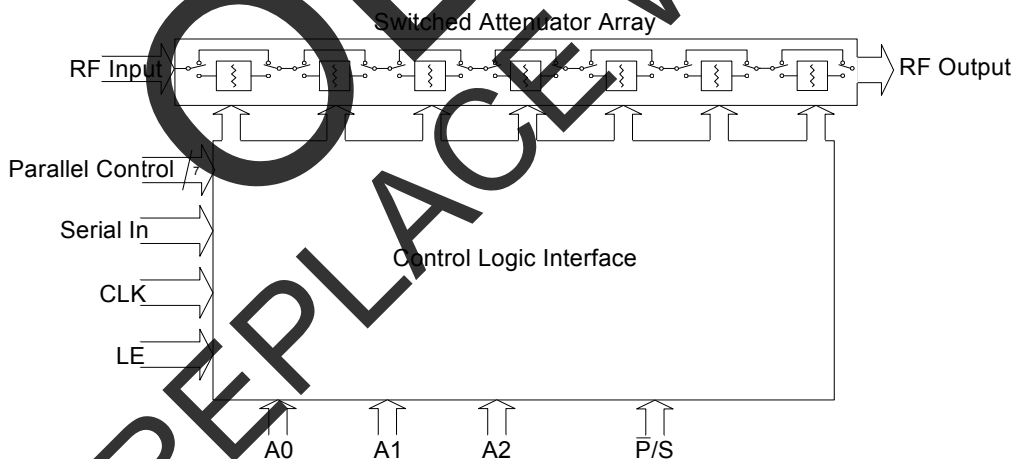 Switched Attenuator Array
RF Input
RF Output
Parallel Control
7
Serial In
Control Logic Interface
CLK
LE
A0
A1
A2
P̅/S
REPLACE